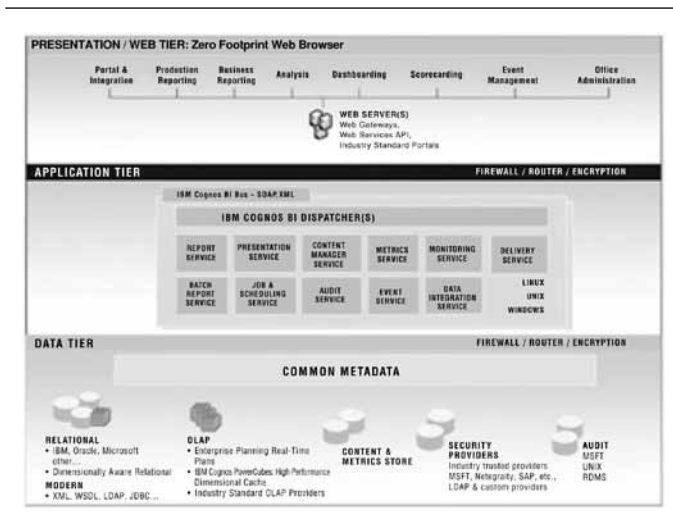 PRESENTATION / WEB TIER: Zero Footprint Web Browser
Portal &
Integration
Production
Reporting
Business
Reporting
Analysis
Dashboarding
Scorecarding
Event
Management
Office
Administration
WEB SERVER(S)
Web Gateways,
Web Services API,
Industry Standard Portals
APPLICATION TIER
FIREWALL / ROUTER / ENCRYPTION
IBM Cognos BI Bus – SOAP, XML
IBM COGNOS BI DISPATCHER(S)
REPORT
SERVICE
PRESENTATION
SERVICE
CONTENT
MANAGER
SERVICE
METRICS
SERVICE
MONITORING
SERVICE
DELIVERY
SERVICE
BATCH
REPORT
SERVICE
JOB &
SCHEDULING
SERVICE
AUDIT
SERVICE
EVENT
SERVICE
DATA
INTEGRATION
SERVICE
LINUX
UNIX
WINDOWS
DATA TIER
FIREWALL / ROUTER / ENCRYPTION
COMMON METADATA
RELATIONAL
• IBM, Oracle, Microsoft
other...
• Dimensionally Aware Relational
MODERN
• XML, WSDL, LDAP, JDBC...
OLAP
• Enterprise Planning Real-Time
Plans
• IBM Cognos PowerCubes: High Performance
Dimensional Cache
• Industry Standard OLAP Providers
CONTENT &
METRICS STORE
SECURITY
PROVIDERS
Industry trusted providers
MSFT, Netegraity, SAP, etc.,
LDAP & custom providers
AUDIT
MSFT
UNIX
RDMS